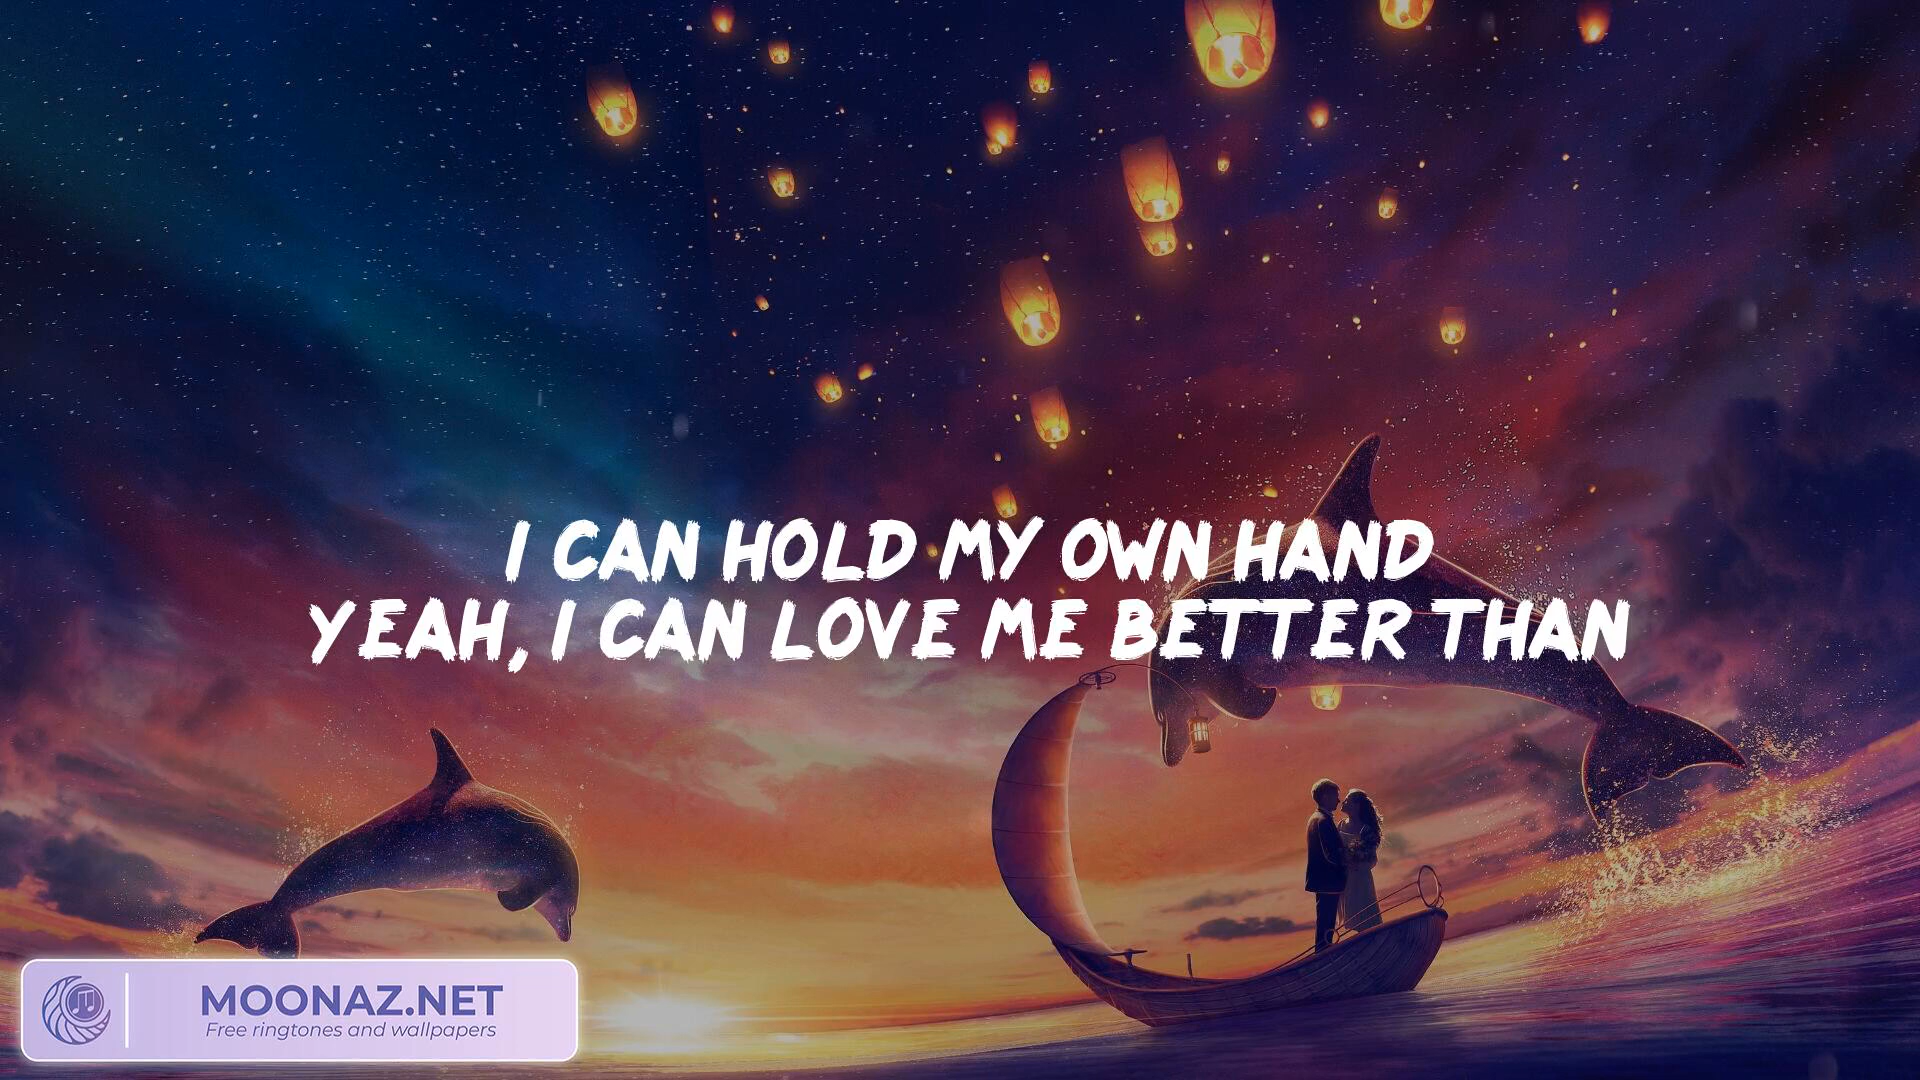 I CAN HOLD MY OWN HAND
YEAH, I CAN LOVE ME BETTER THAN
MOONAZ.NET
Free ringtones and wallpapers